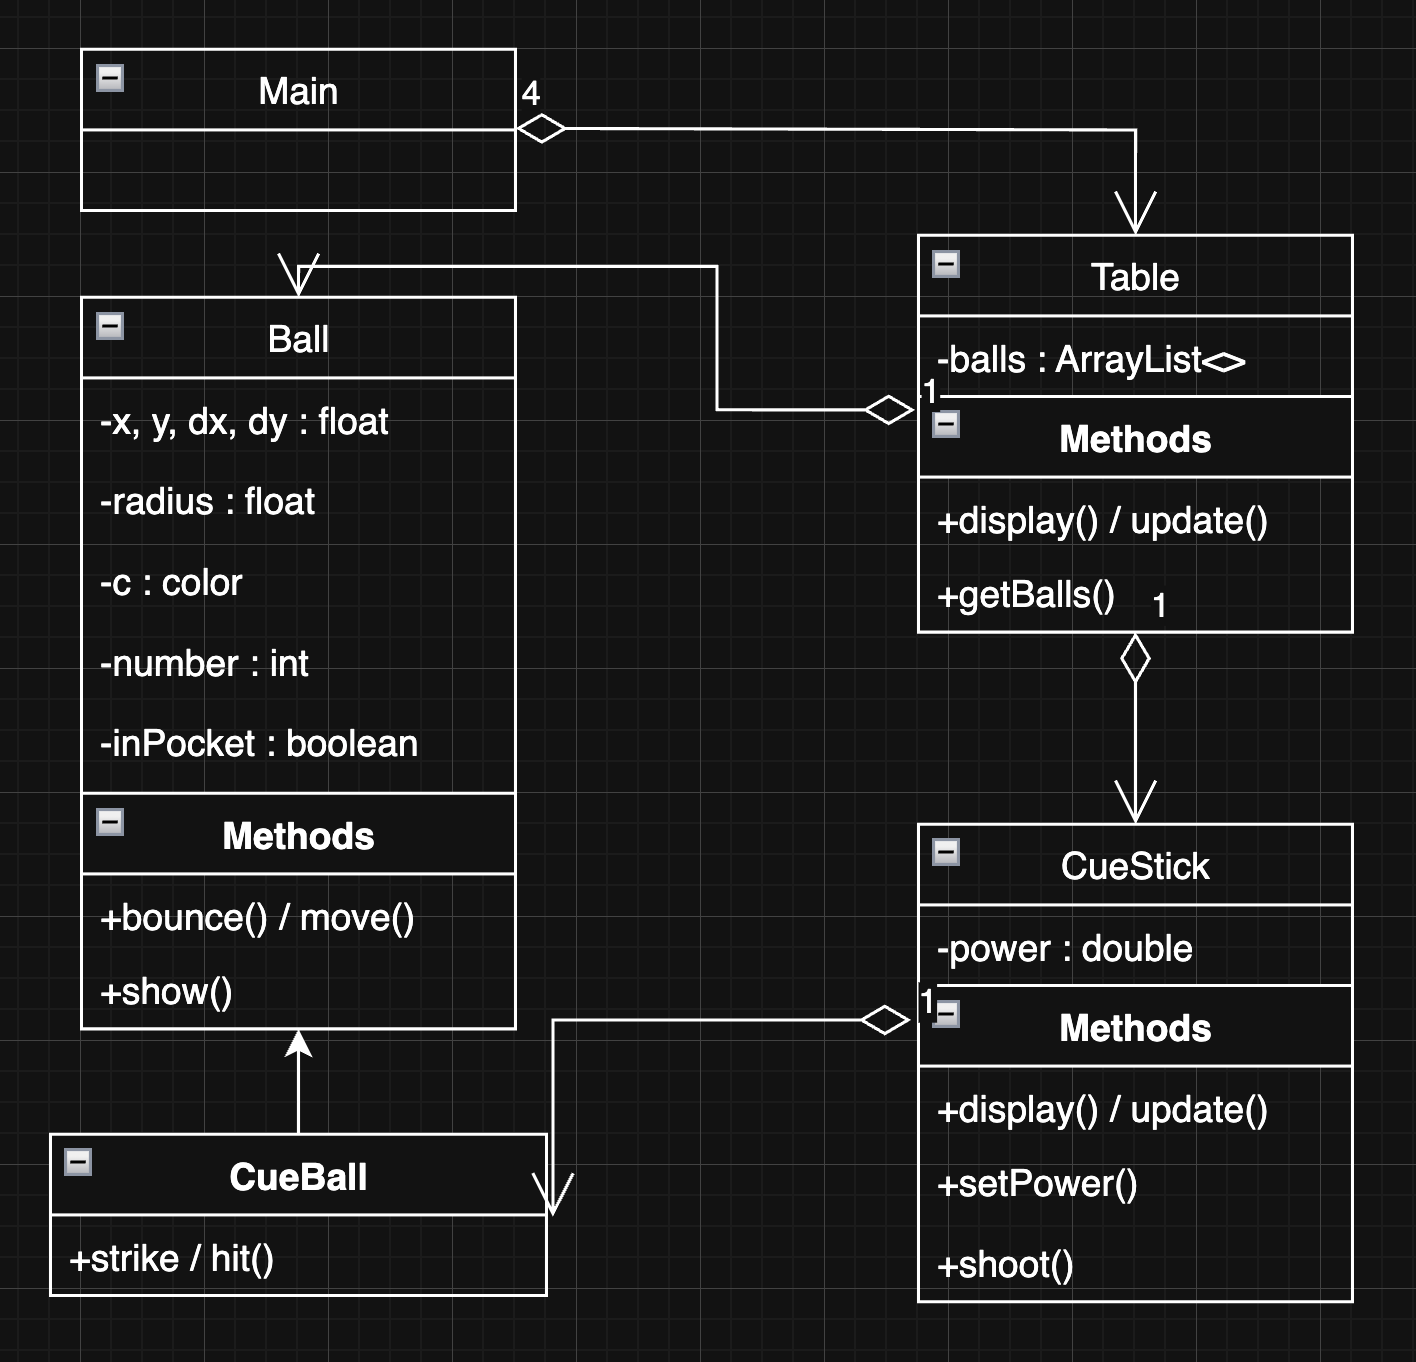 Main
4
Ball
-x, y, dx, dy : float
-radius : float
-c : color
-number : int
-inPocket : boolean
Methods
+bounce() / move()
+show()
CueBall
+strike / hit()
Table
-balls : ArrayList<>
1
Methods
+display() / update()
+getBalls()
1
CueStick
-power : double
1
Methods
+display() / update()
+setPower()
+shoot()